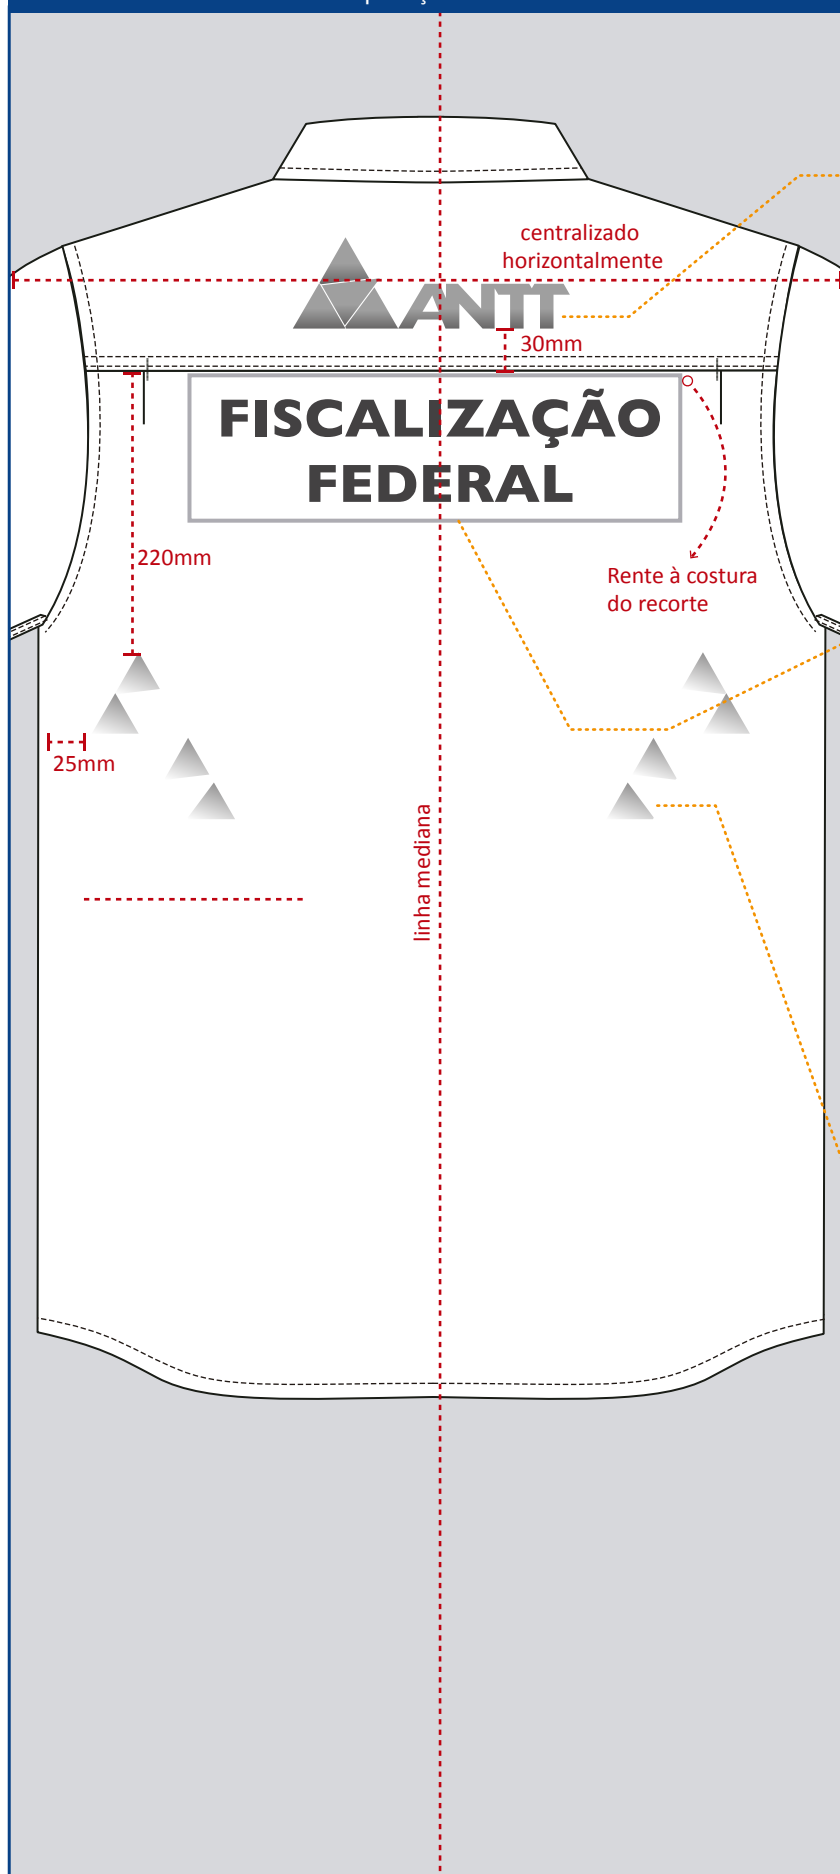 centralizado
horizontalmente
ANTT
30mm
FISCALIZAÇÃO
FEDERAL
220mm
Rente à costura
do recorte
25mm
linha mediana